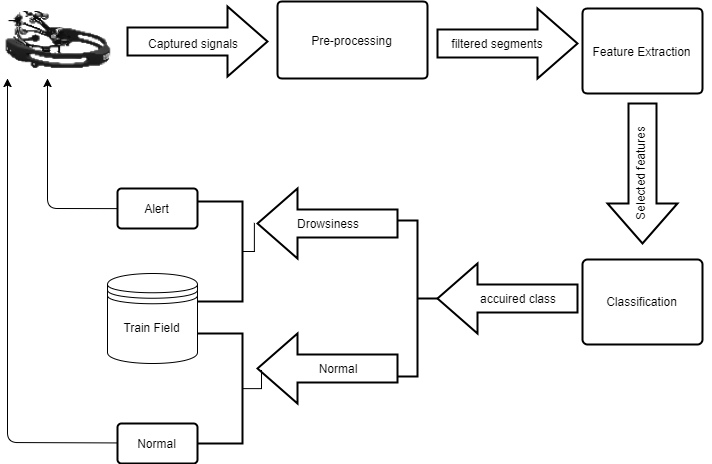 Captured signals
Pre-processing
filtered segments
Feature Extraction
Selected features
Alert
Drowsiness
Train Field
accuired class
Classification
Normal
Normal